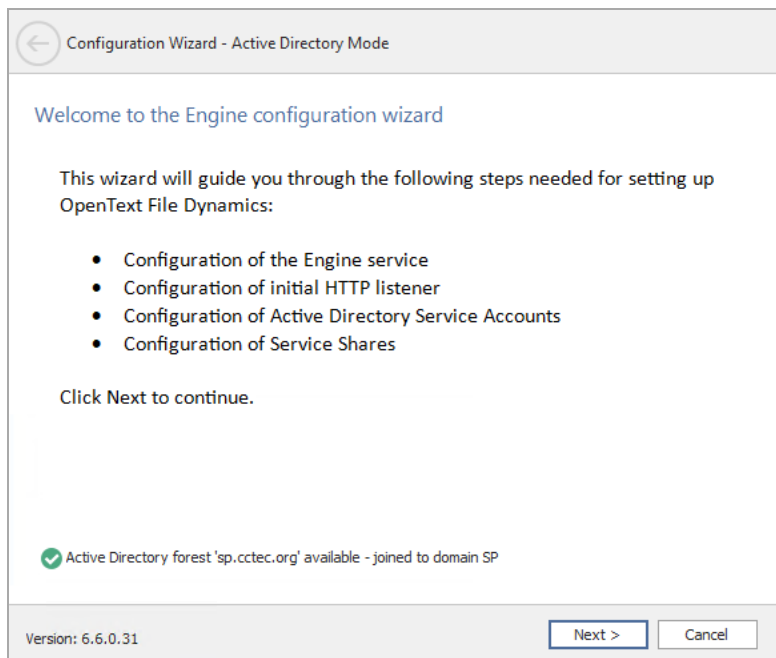 Configuration Wizard - Active Directory Mode
Welcome to the Engine configuration wizard
This wizard will guide you through the following steps needed for setting up
OpenText File Dynamics:
• Configuration of the Engine service
• Configuration of initial HTTP listener
• Configuration of Active Directory Service Accounts
• Configuration of Service Shares
Click Next to continue.
Active Directory forest 'sp.cctec.org' available - joined to domain SP
Version: 6.6.0.31
Next >
Cancel